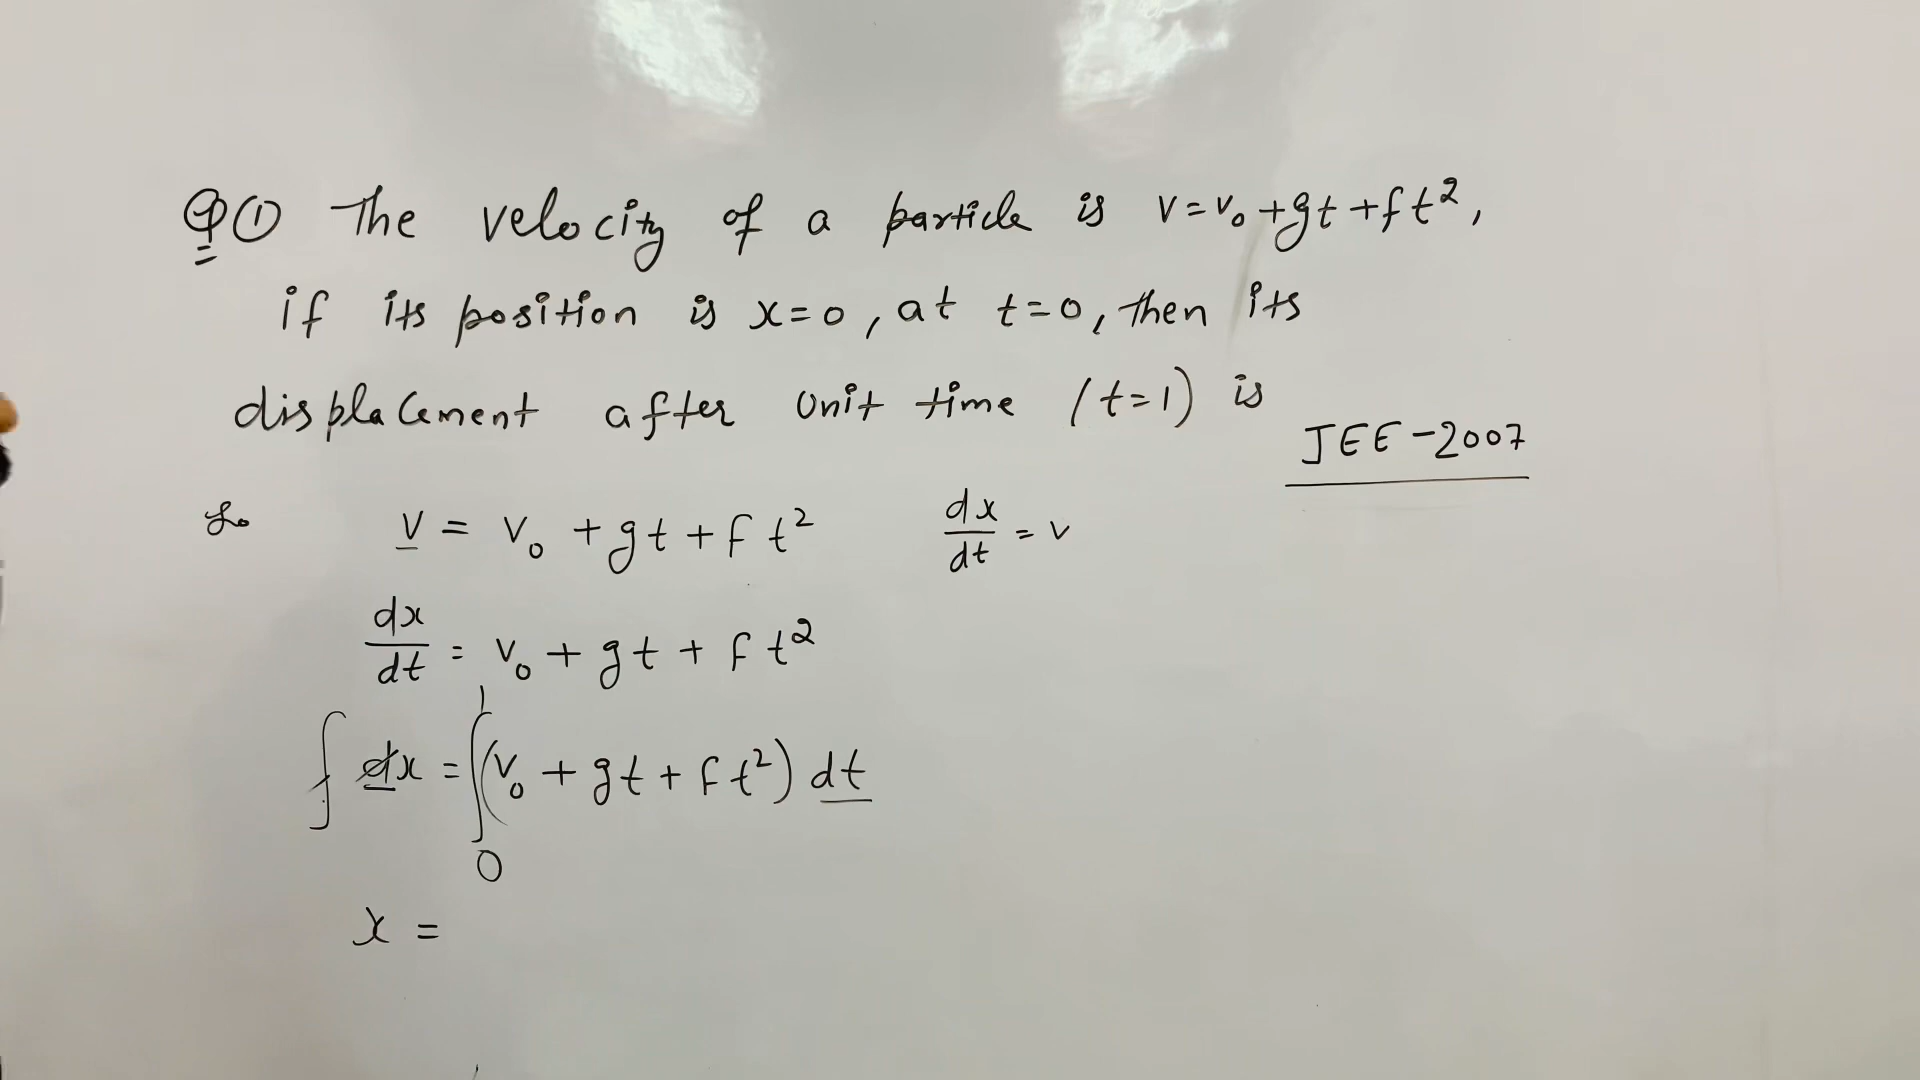 Q① The velocity of a particle is v=v₀+gt+ft²,
if its position is x=0, at t=0, then its
displacement after unit time (t=1) is
JEE-2007
v = v₀ + gt + ft²
dx/dt = v
dx/dt = v₀ + gt + ft²
∫ dx = ∫₀¹ (v₀ + gt + ft²) dt
x =